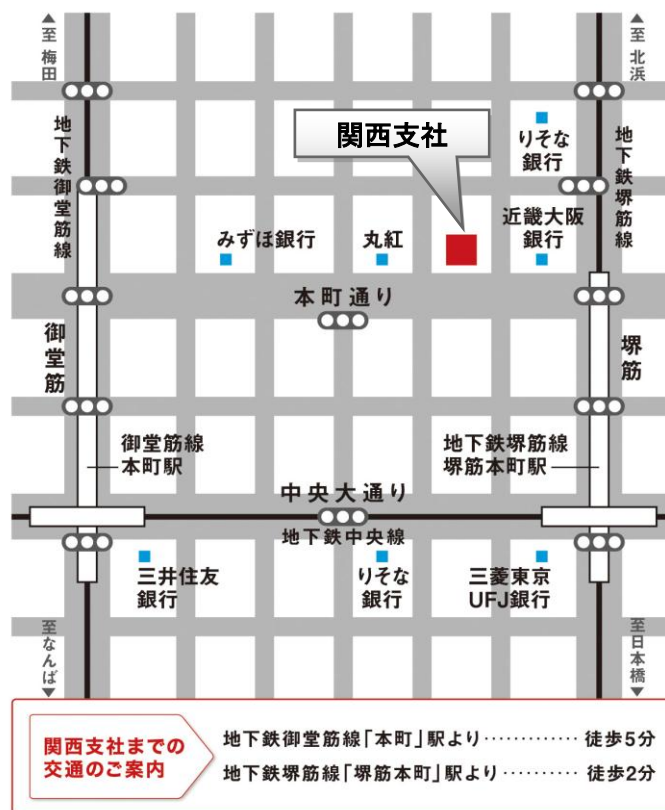 ▲至 梅田
▲至 北浜
地下鉄御堂筋線
関西支社
りそな
銀行
地下鉄堺筋線
みずほ銀行
丸紅
近畿大阪
銀行
本町通り
御堂筋
堺筋
御堂筋線
本町駅
地下鉄堺筋線
堺筋本町駅
中央大通り
地下鉄中央線
三井住友
銀行
りそな
銀行
三菱東京
UFJ銀行
至なんば▼
至日本橋▼
関西支社までの
交通のご案内
地下鉄御堂筋線「本町」駅より………… 徒歩5分
地下鉄堺筋線「堺筋本町」駅より……… 徒歩2分